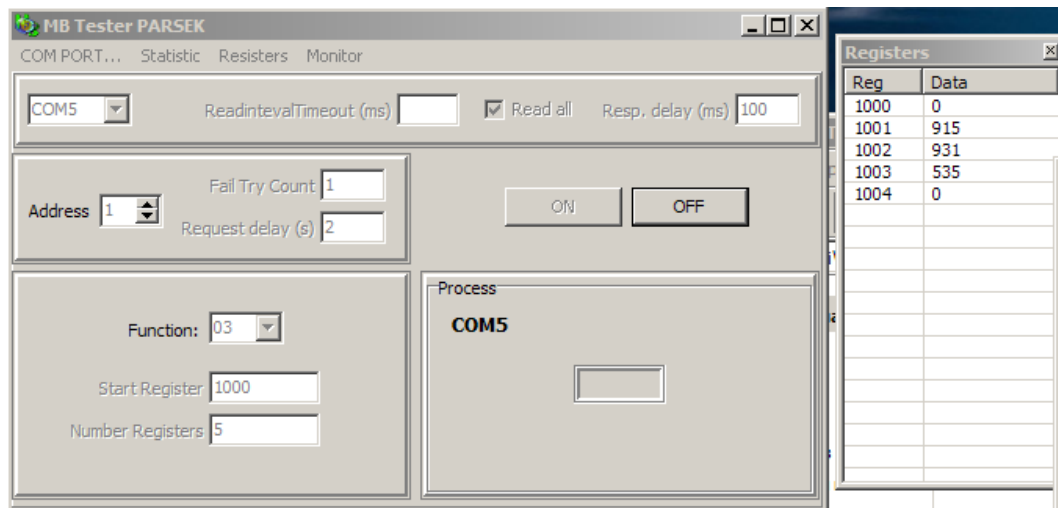 MB Tester PARSEK
COM PORT... Statistic Resisters Monitor
COM5 ReadintevalTimeout (ms) Read all Resp. delay (ms) 100
Fail Try Count 1
Address 1
Request delay (s) 2
ON OFF
Function: 03
Start Register 1000
Number Registers 5
Process
COM5
Registers
Reg Data
1000 0
1001 915
1002 931
1003 535
1004 0